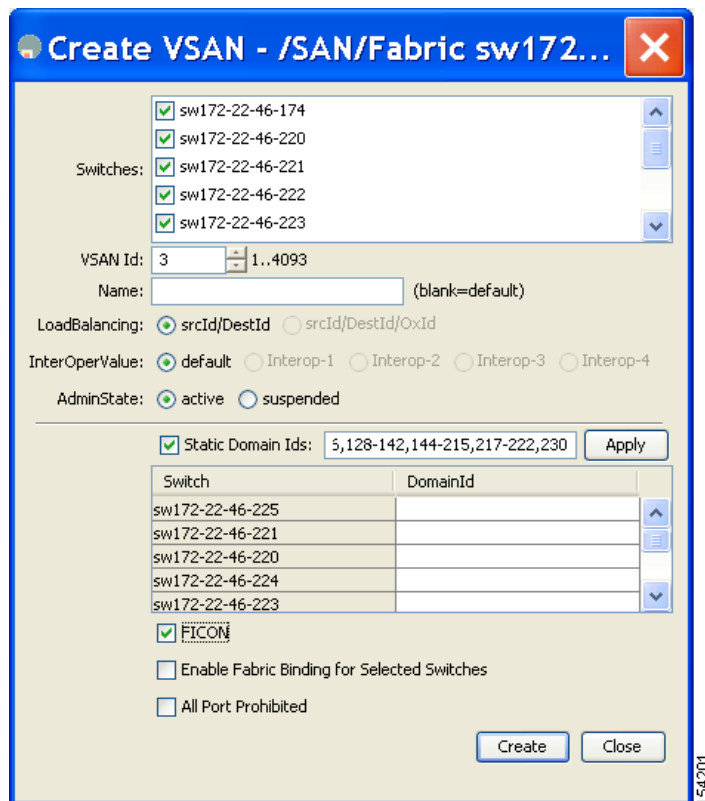 Create VSAN - /SAN/Fabric sw172...
Switches:
sw172-22-46-174
sw172-22-46-220
sw172-22-46-221
sw172-22-46-222
sw172-22-46-223
VSAN Id: 3 1..4093
Name: (blank=default)
LoadBalancing: srcId/DestId srcId/DestId/OxId
InterOperValue: default Interop-1 Interop-2 Interop-3 Interop-4
AdminState: active suspended
Static Domain Ids: 6,128-142,144-215,217-222,230 Apply
Switch DomainId
sw172-22-46-225
sw172-22-46-221
sw172-22-46-220
sw172-22-46-224
sw172-22-46-223
FICON
Enable Fabric Binding for Selected Switches
All Port Prohibited
Create Close